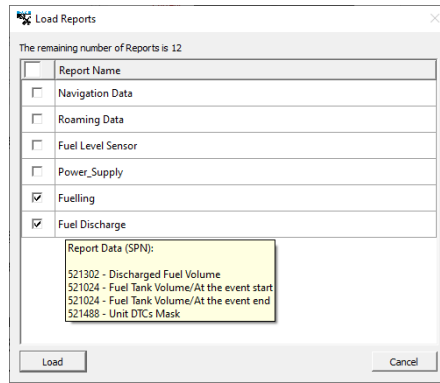 Load Reports
The remaining number of Reports is 12
Report Name
Navigation Data
Roaming Data
Fuel Level Sensor
Power_Supply
Fuelling
Fuel Discharge
Report Data (SPN):
521302 - Discharged Fuel Volume
521024 - Fuel Tank Volume/At the event start
521024 - Fuel Tank Volume/At the event end
521488 - Unit DTCs Mask
Load
Cancel